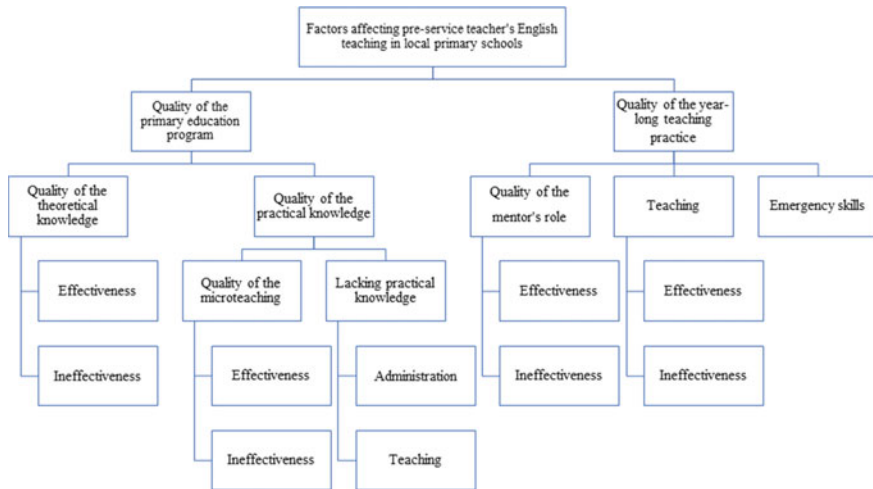 Factors affecting pre-service teacher's English
teaching in local primary schools
Quality of the
primary education
program
Quality of the year-
long teaching
practice
Quality of the
theoretical
knowledge
Quality of the
practical knowledge
Quality of the
mentor's role
Teaching
Emergency skills
Effectiveness
Quality of the
microteaching
Lacking practical
knowledge
Effectiveness
Effectiveness
Ineffectiveness
Effectiveness
Administration
Ineffectiveness
Ineffectiveness
Ineffectiveness
Teaching